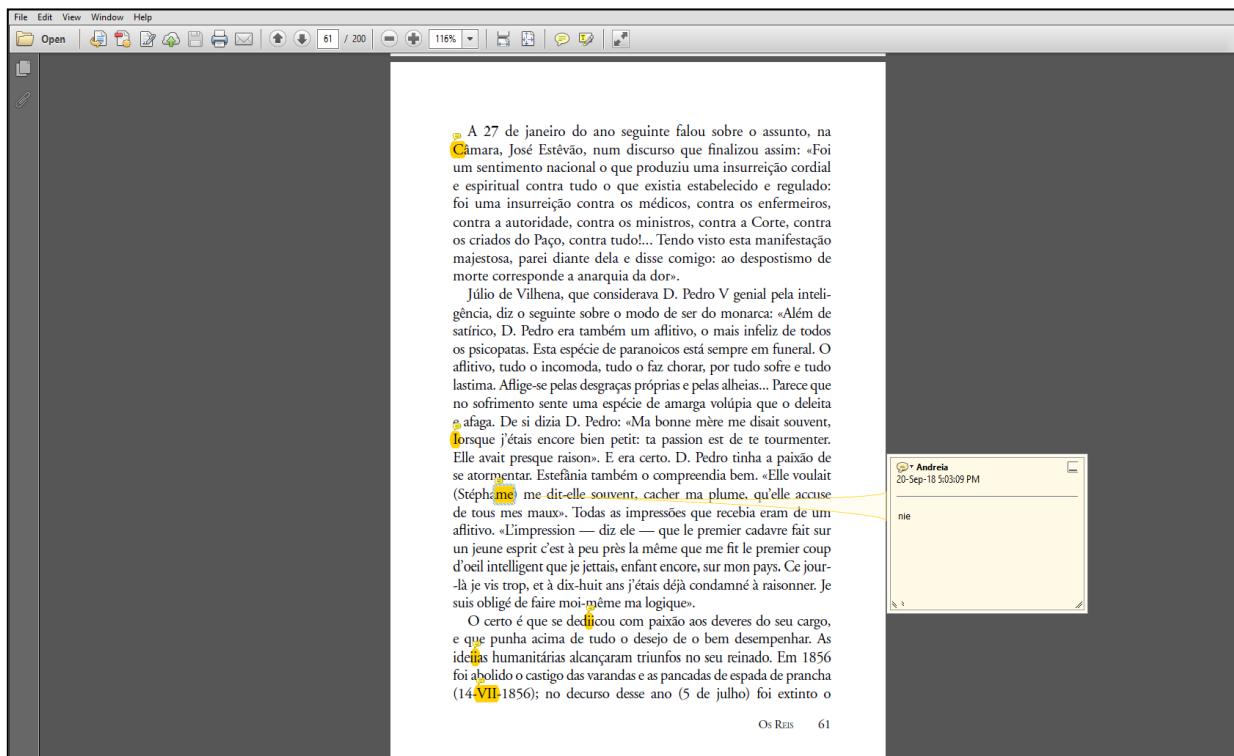 File Edit View Window Help
Open 61 / 200 116%
A 27 de janeiro do ano seguinte falou sobre o assunto, na
Câmara, José Estêvão, num discurso que finalizou assim: «Foi
um sentimento nacional o que produziu uma insurreição cordial
e espiritual contra tudo o que existia estabelecido e regulado:
foi uma insurreição contra os médicos, contra os enfermeiros,
contra a autoridade, contra os ministros, contra a Corte, contra
os criados do Paço, contra tudo!... Tendo visto esta manifestação
majestosa, parei diante dela e disse comigo: ao despostismo de
morte corresponde a anarquia da dor».
Júlio de Vilhena, que considerava D. Pedro V genial pela inteli-
gência, diz o seguinte sobre o modo de ser do monarca: «Além de
satírico, D. Pedro era também um aflitivo, o mais infeliz de todos
os psicopatas. Esta espécie de paranoicos está sempre em funeral. O
aflitivo, tudo o incomoda, tudo o faz chorar, por tudo sofre e tudo
lastima. Aflige-se pelas desgraças próprias e pelas alheias... Parece que
no sofrimento sente uma espécie de amarga volúpia que o deleita
e afaga. De si dizia D. Pedro: «Ma bonne mère me disait souvent,
Iorsque j'étais encore bien petit: ta passion est de te tourmenter.
Elle avait presque raison». E era certo. D. Pedro tinha a paixão de
se atormentar. Estefânia também o compreendia bem. «Elle voulait
(Stéphame) me dit-elle souvent, cacher ma plume, qu'elle accuse
de tous mes maux». Todas as impressões que recebia eram de um
aflitivo. «L'impression — diz ele — que le premier cadavre fait sur
un jeune esprit c'est à peu près la même que me fit le premier coup
d'oeil intelligent que je jettais, enfant encore, sur mon pays. Ce jour-
-là je vis trop, et à dix-huit ans j'étais déjà condamné à raisonner. Je
suis obligé de faire moi-même ma logique».
O certo é que se dediicou com paixão aos deveres do seu cargo,
e que punha acima de tudo o desejo de o bem desempenhar. As
ideiias humanitárias alcançaram triunfos no seu reinado. Em 1856
foi abolido o castigo das varandas e as pancadas de espada de prancha
(14-VII-1856); no decurso desse ano (5 de julho) foi extinto o
Os Reis 61
Andreia
20-Sep-18 5:03:09 PM
nie